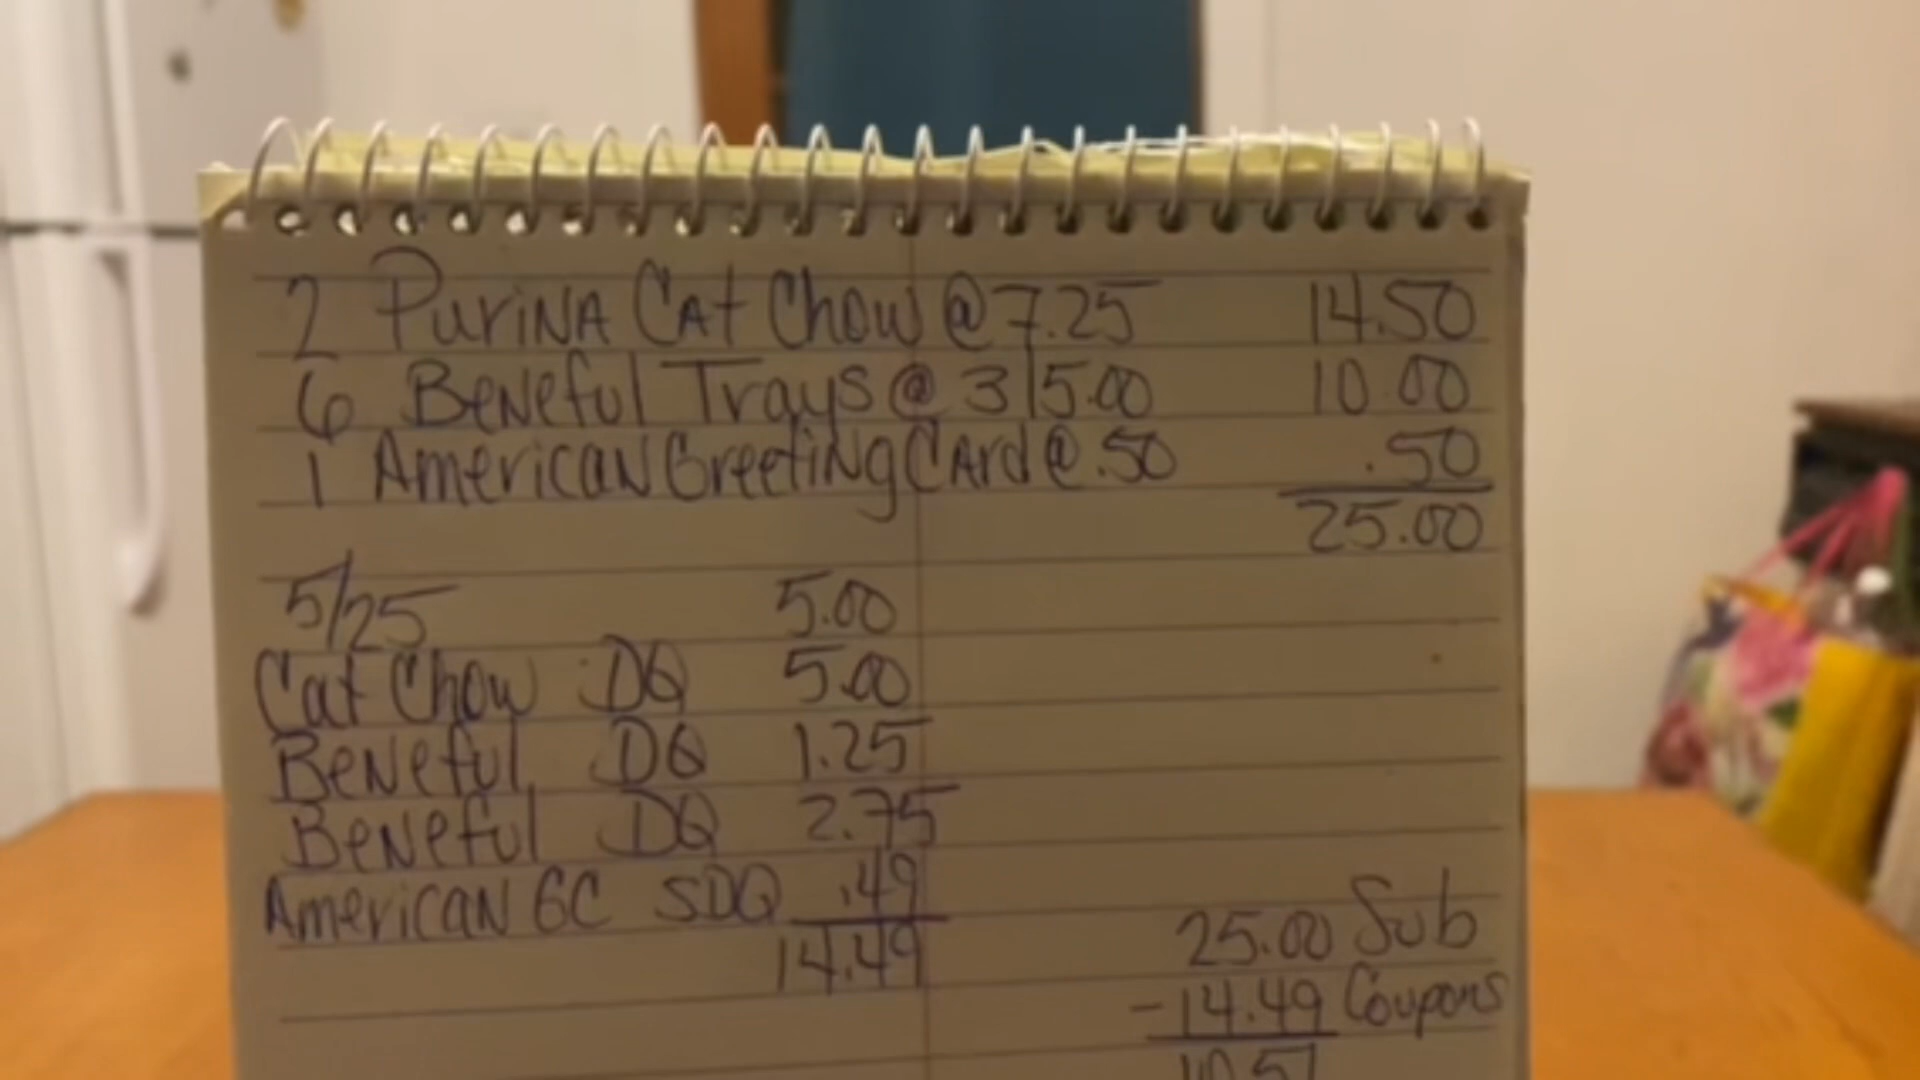 2 Purina Cat Chow @ 7.25 14.50
6 Beneful Trays @ 3/5.00 10.00
1 American Greeting Card @ .50 .50
25.00
5/25 5.00
Cat Chow DQ 5.00
Beneful DQ 1.25
Beneful DQ 2.75
American GC SDQ .49
14.49
25.00 Sub
-14.49 Coupons
10.51